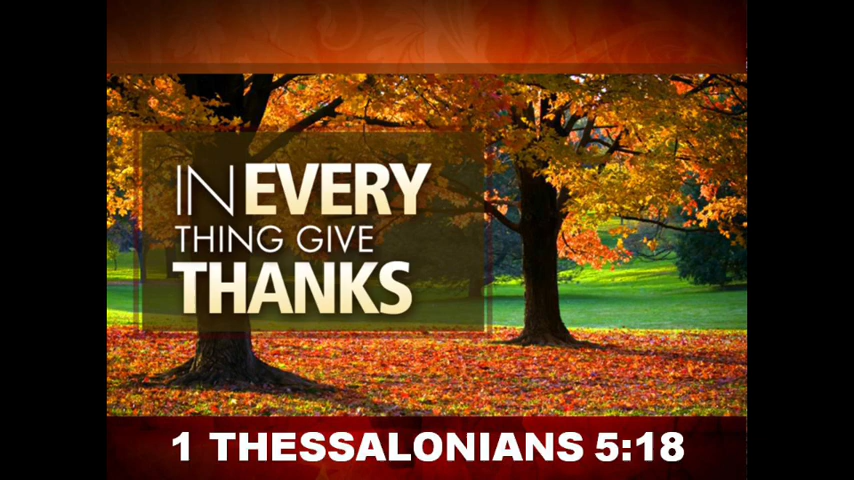 IN EVERY
THING GIVE
THANKS
1 THESSALONIANS 5:18